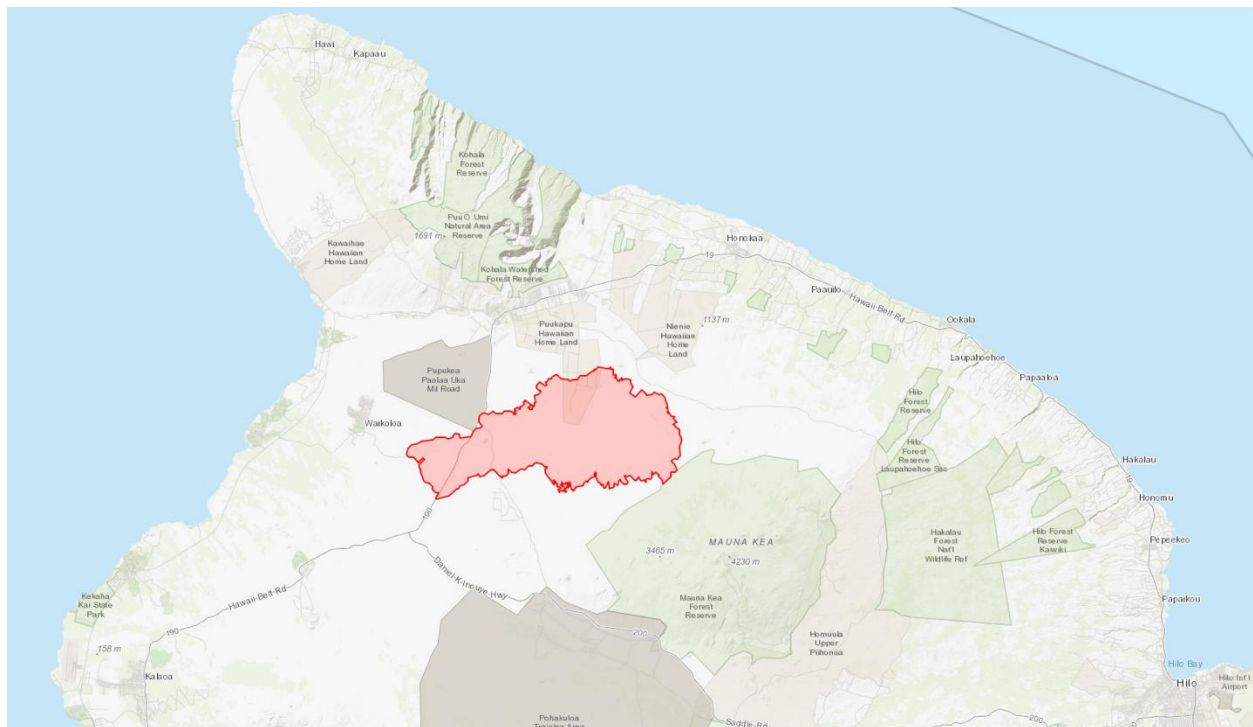 Hawi
Kapaau
Kohala
Forest
Reserve
Puu O Umi
Natural Area
Reserve
1691 m
Kawaihae
Hawaiian
Home Land
Kohala Watershed
Forest Reserve
Honokaa
19
Paauilo
Hawaii-Belt-Rd
Ookala
Puukapu
Hawaiian
Home Land
Nienie
Hawaiian
Home
Land
1137 m
Laupahoehoe
Papaaloa
Pupukea
Paalaa Uka
Mil Road
Waikoloa
Hilo
Forest
Reserve
Hilo
Forest
Reserve
Laupahoehoe Sec
Hakalau
19
Honomu
190
MAUNA KEA
3465 m
4230 m
Hakalau
Forest
Nat'l
Wildlife Ref
Hilo Forest
Reserve
Kaiwiki
Pepeekeo
Daniel-K-Inouye-Hwy
Mauna Kea
Forest
Reserve
Kekaha
Kai State
Park
Hawaii-Belt-Rd
190
Papaikou
200
Humuula
Upper
Piihonua
158 m
Kalaoa
Hilo Bay
Hilo
Hilo Int'l
Airport
200
Saddle-Rd
Pohakuloa
Training Area